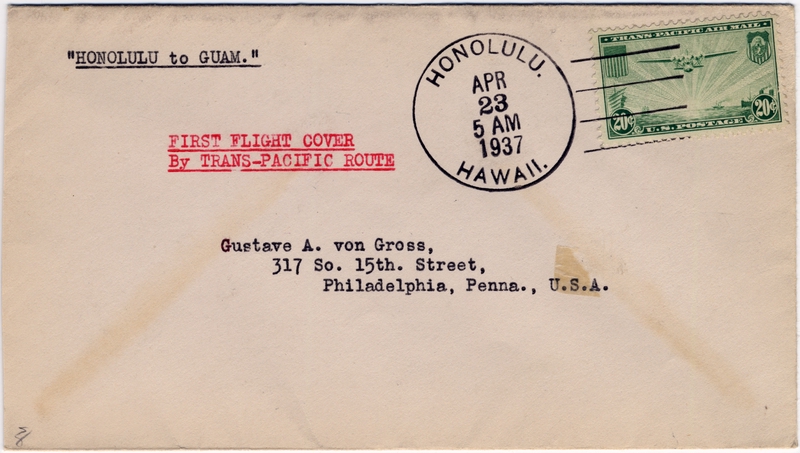 "HONOLULU to GUAM."
FIRST FLIGHT COVER
By TRANS-PACIFIC ROUTE
HONOLULU.
APR
23
5 AM
1937
HAWAII.
TRANS-PACIFIC AIR MAIL
20¢ 20¢
U.S. POSTAGE
Gustave A. von Gross,
317 So. 15th. Street,
Philadelphia, Penna., U.S.A.